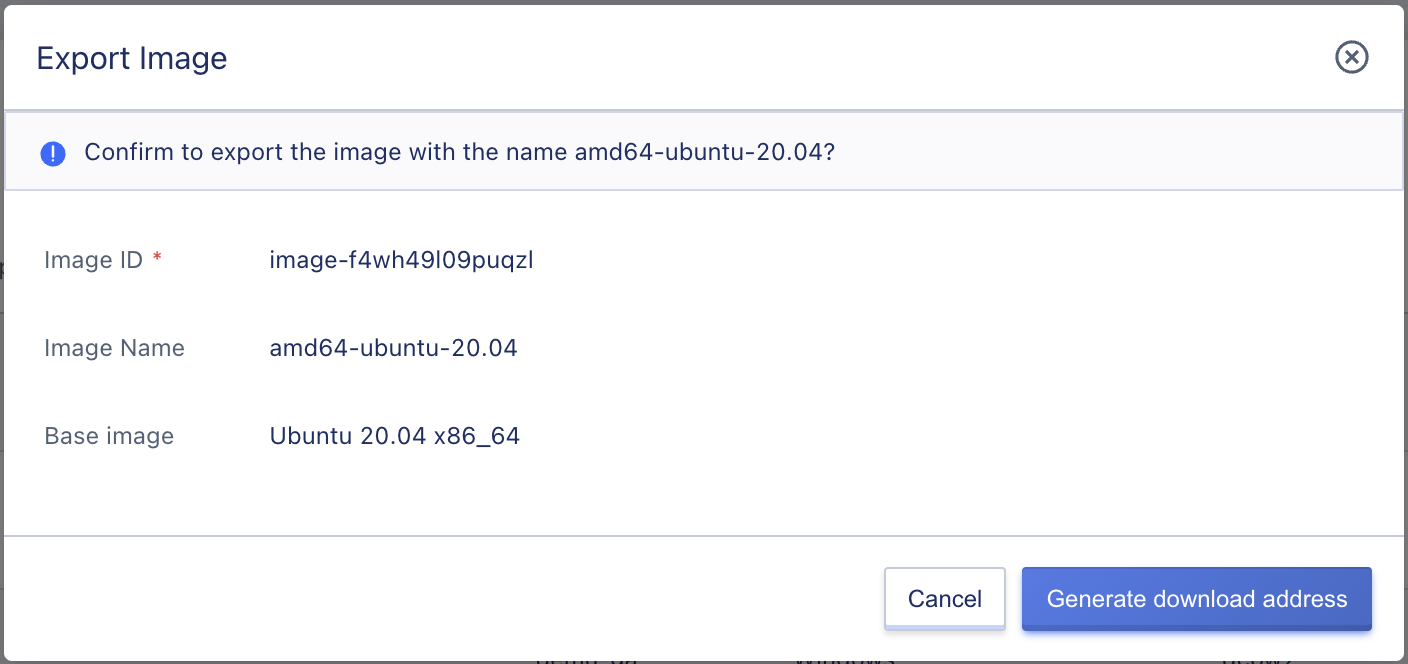 Export Image
Confirm to export the image with the name amd64-ubuntu-20.04?
Image ID *
image-f4wh49l09puqzl
Image Name
amd64-ubuntu-20.04
Base image
Ubuntu 20.04 x86_64
Cancel
Generate download address